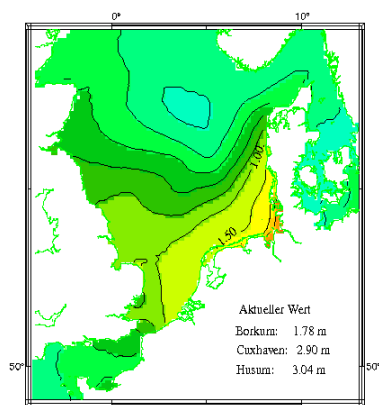 0° 10°
1.00
1.50
Aktueller Wert
Borkum: 1.78 m
Cuxhaven: 2.90 m
Husum: 3.04 m
50° 50°